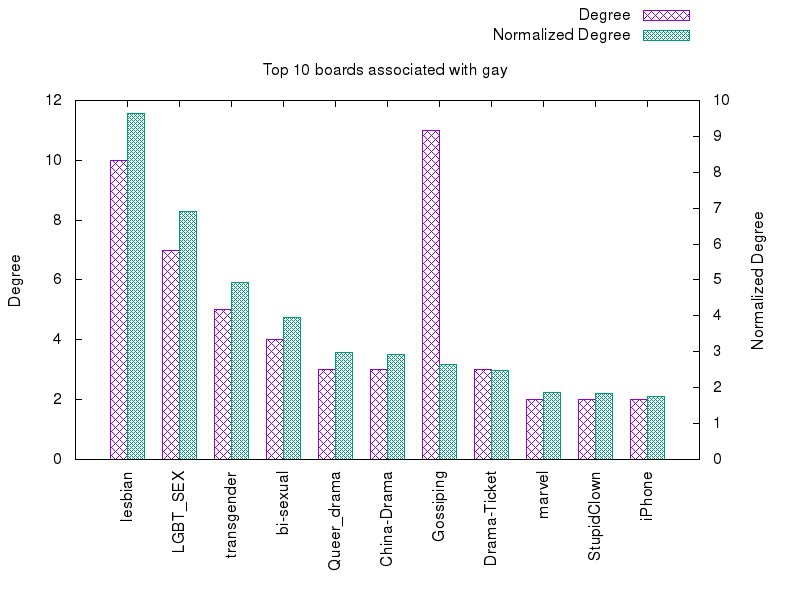 Degree
Normalized Degree
Top 10 boards associated with gay
12
10
8
6
4
2
0
10
9
8
7
6
5
4
3
2
1
0
Degree
Normalized Degree
lesbian
LGBT_SEX
transgender
bi-sexual
Queer_drama
China-Drama
Gossiping
Drama-Ticket
marvel
StupidClown
iPhone